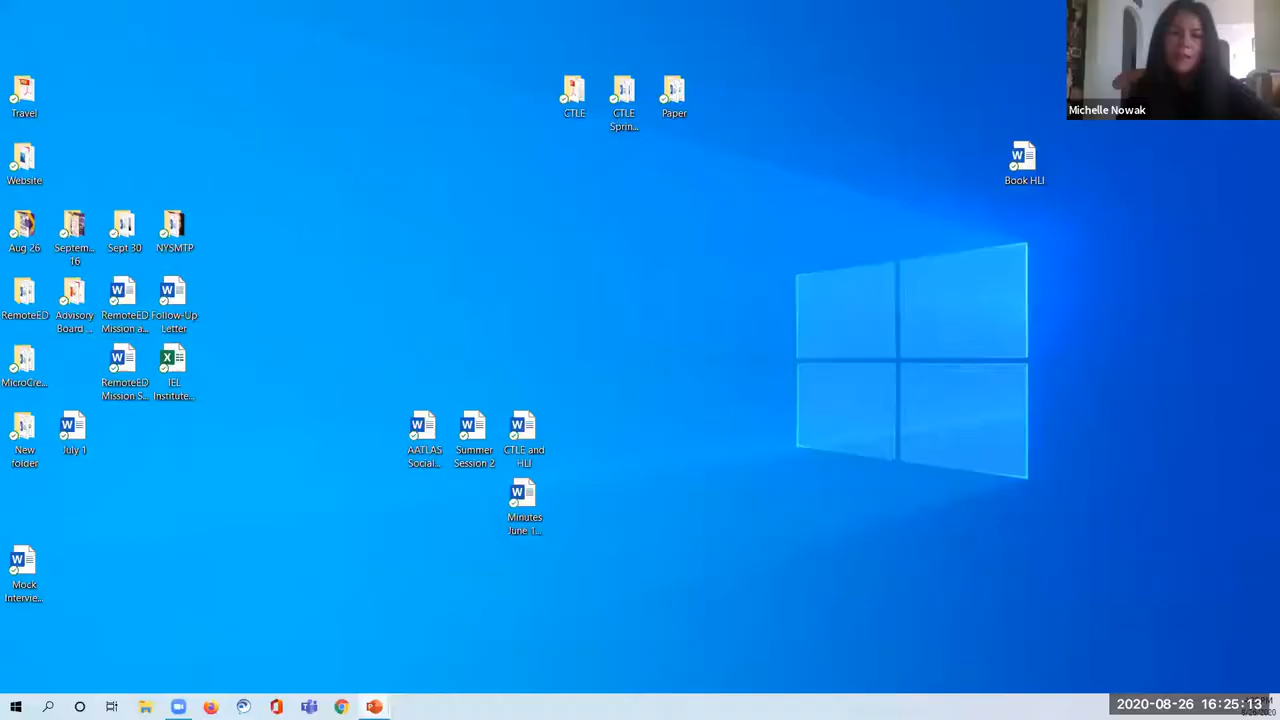 Michelle Nowak
Travel
CTLE
CTLE
Sprin...
Paper
Website
Book HLI
Aug 26
Septem...
16
Sept 30
NYSMTP
RemoteED
Advisory
Board ...
RemoteED
Mission a...
Follow-Up
Letter
MicroCre...
RemoteED
Mission S...
IEL
Institute...
New
folder
July 1
AATLAS
Social...
Summer
Session 2
CTLE and
HLI
Minutes
June 1...
Mock
Intervie...
2020-08-26 16:25:13